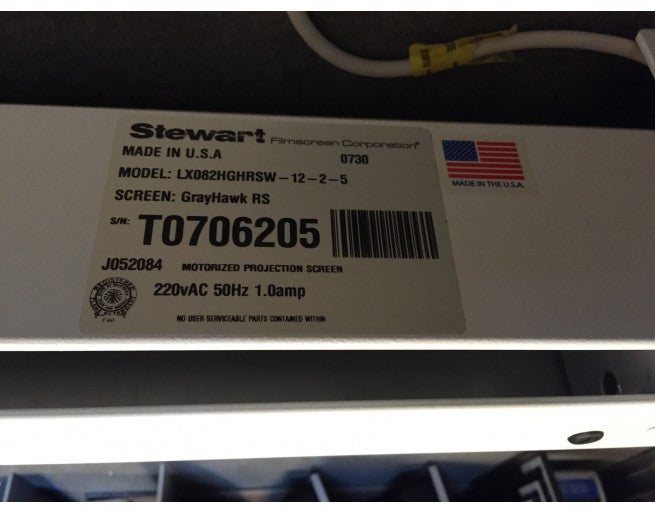 Stewart Filmscreen Corporation®
MADE IN U.S.A 0730
MODEL: LX082HGHRSW-12-2-5
SCREEN: GrayHawk RS
S/N: T0706205
J052084 MOTORIZED PROJECTION SCREEN
220vAC 50Hz 1.0amp
NO USER SERVICEABLE PARTS CONTAINED WITHIN
MADE IN THE U.S.A.